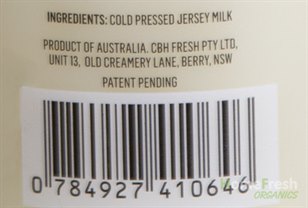 INGREDIENTS: COLD PRESSED JERSEY MILK
PRODUCT OF AUSTRALIA. CBH FRESH PTY LTD,
UNIT 13, OLD CREAMERY LANE, BERRY, NSW
PATENT PENDING
0 784927 410646
Fresh
ORGANICS